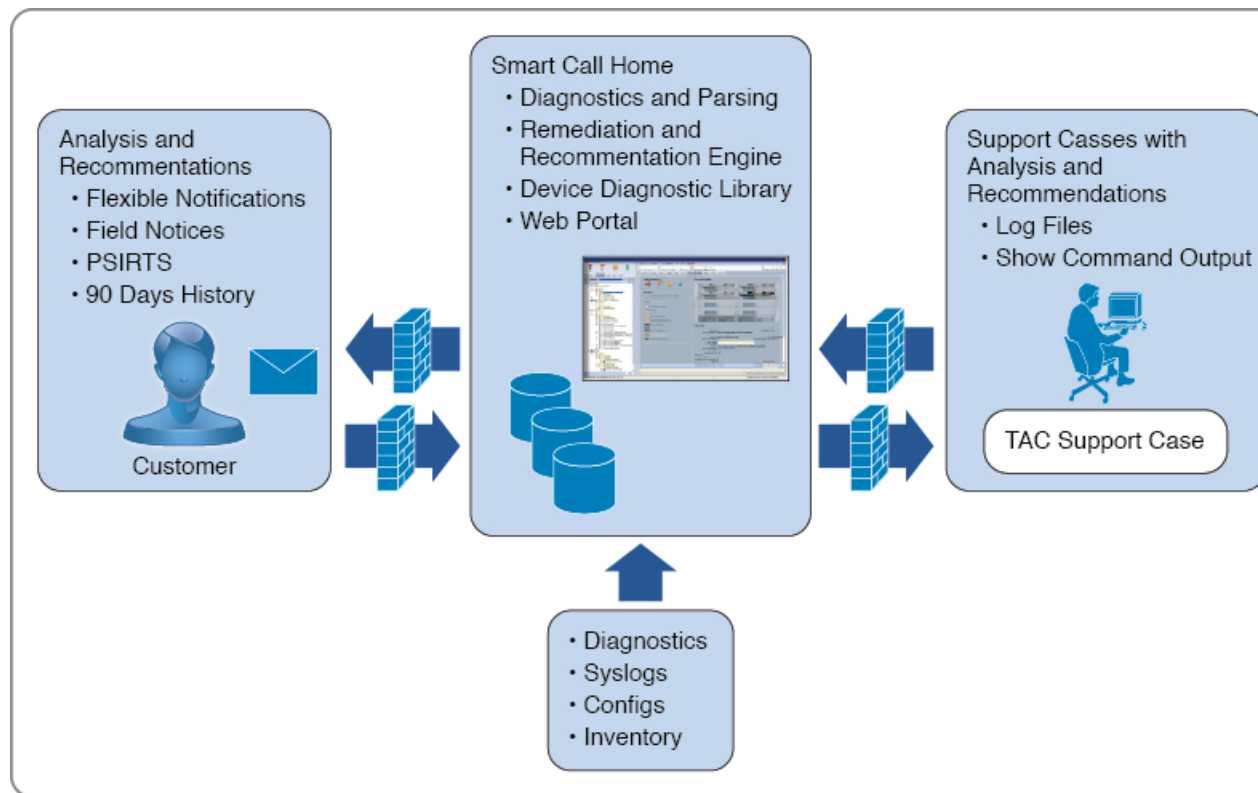 Analysis and
Recommentations
• Flexible Notifications
• Field Notices
• PSIRTS
• 90 Days History
Customer
Smart Call Home
• Diagnostics and Parsing
• Remediation and
Recommentation Engine
• Device Diagnostic Library
• Web Portal
Support Casses with
Analysis and
Recommendations
• Log Files
• Show Command Output
TAC Support Case
• Diagnostics
• Syslogs
• Configs
• Inventory